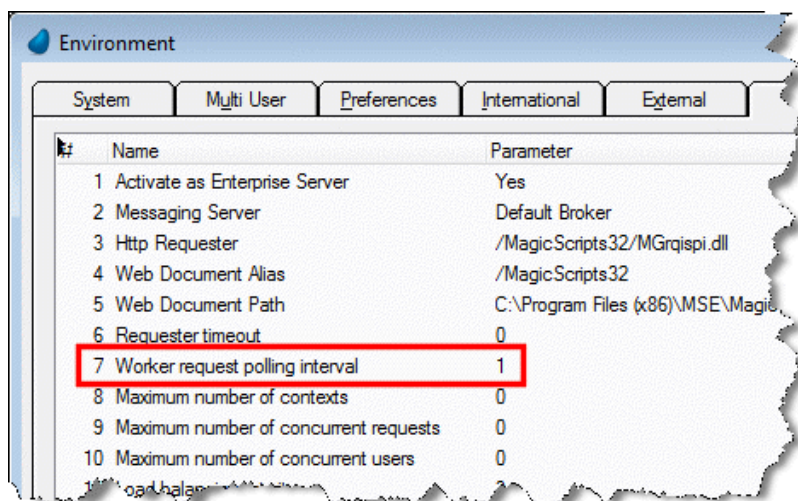 Environment
System Multi User Preferences International External
# Name Parameter
1 Activate as Enterprise Server Yes
2 Messaging Server Default Broker
3 Http Requester /MagicScripts32/MGrqispi.dll
4 Web Document Alias /MagicScripts32
5 Web Document Path C:\Program Files (x86)\MSE\Magic
6 Requester timeout 0
7 Worker request polling interval 1
8 Maximum number of contexts 0
9 Maximum number of concurrent requests 0
10 Maximum number of concurrent users 0